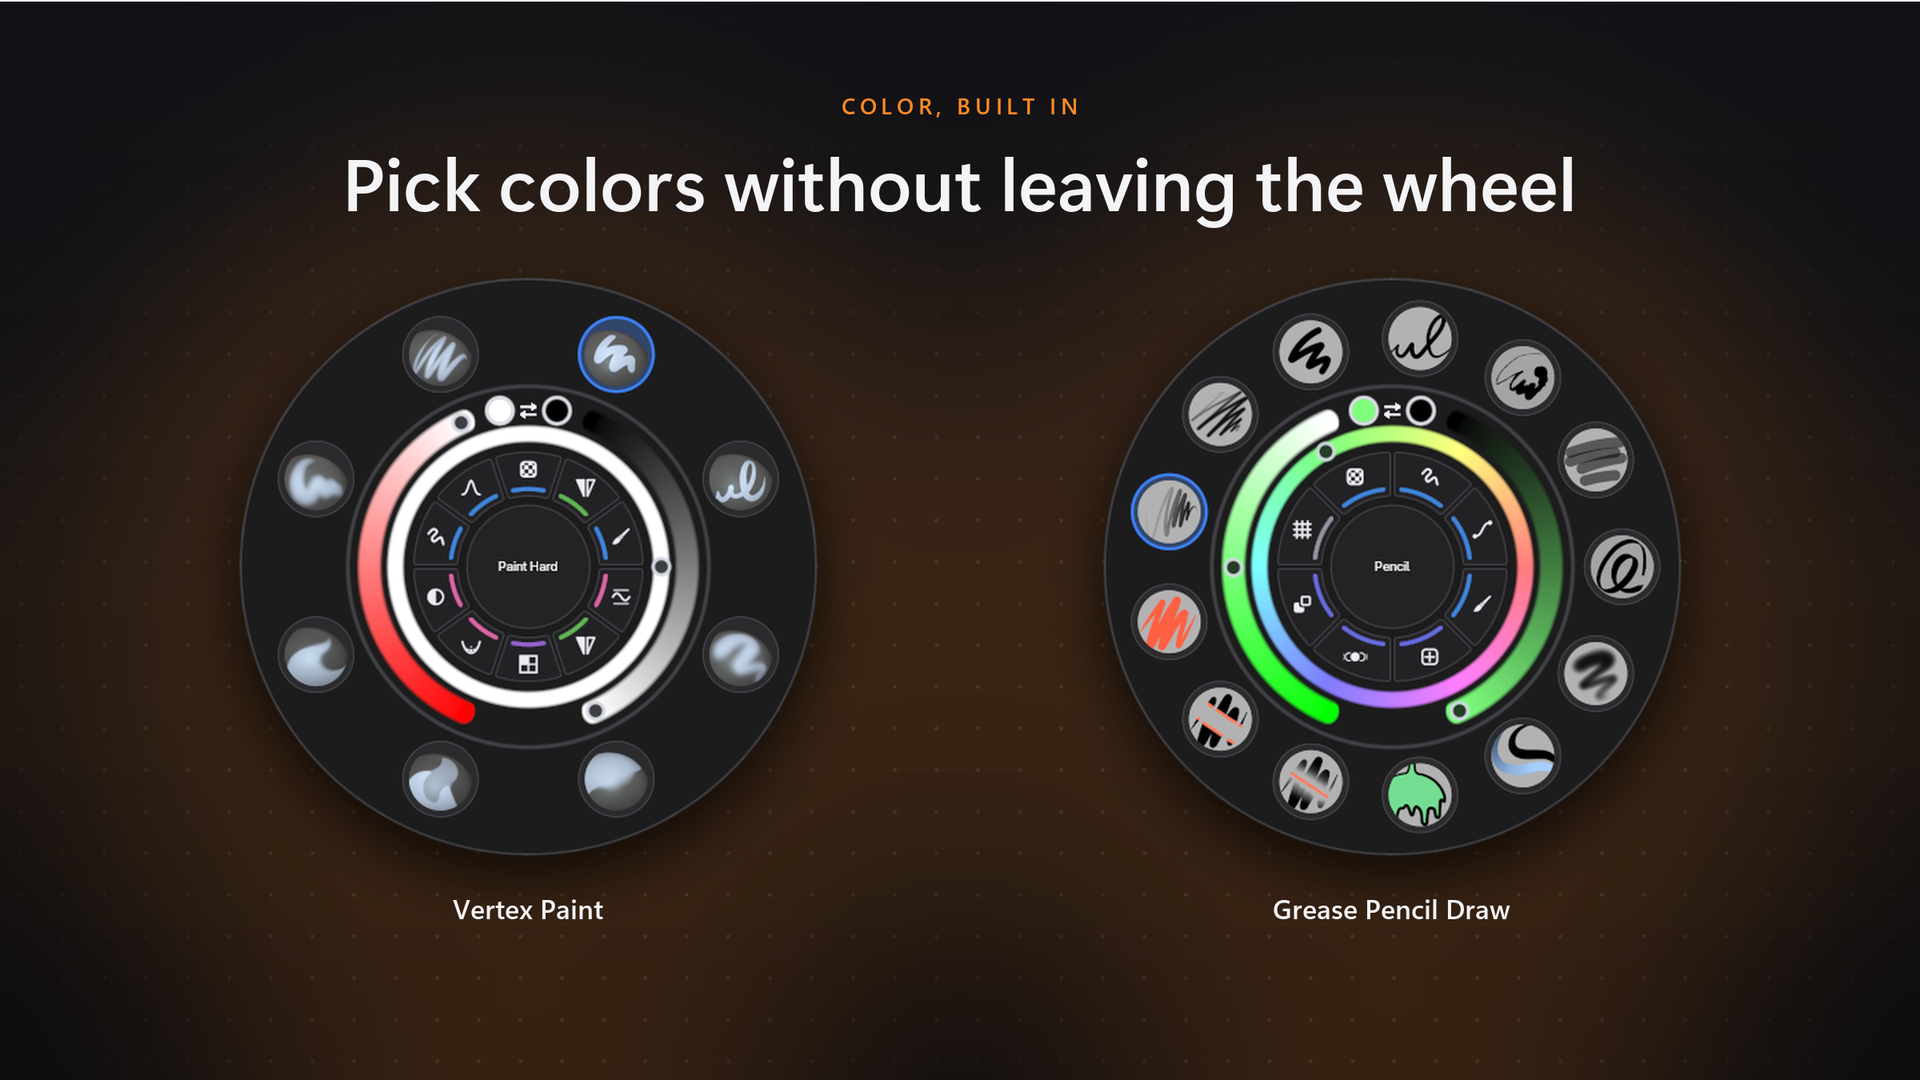 COLOR, BUILT IN
Pick colors without leaving the wheel
Paint Hard
Pencil
Vertex Paint
Grease Pencil Draw